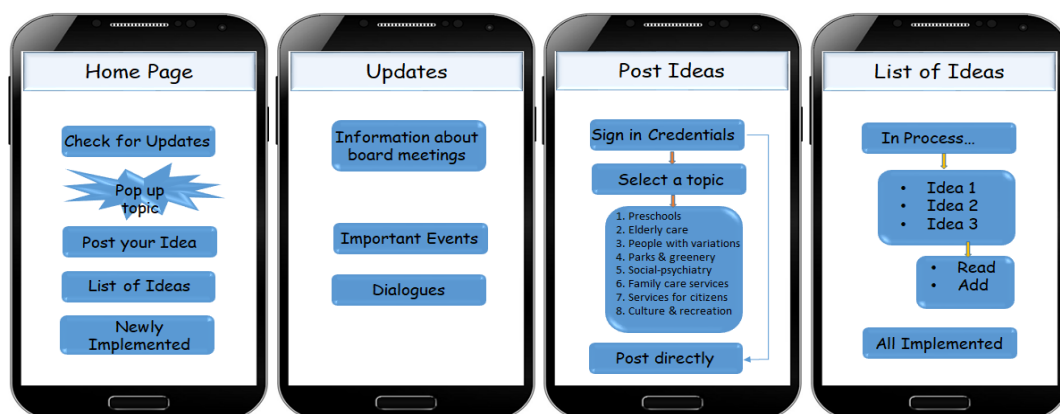 Home Page
Check for Updates
Pop up
topic
Post your Idea
List of Ideas
Newly
Implemented
Updates
Information about
board meetings
Important Events
Dialogues
Post Ideas
Sign in Credentials
Select a topic
1. Preschools
2. Elderly care
3. People with variations
4. Parks & greenery
5. Social-psychiatry
6. Family care services
7. Services for citizens
8. Culture & recreation
Post directly
List of Ideas
In Process...
• Idea 1
• Idea 2
• Idea 3
• Read
• Add
All Implemented